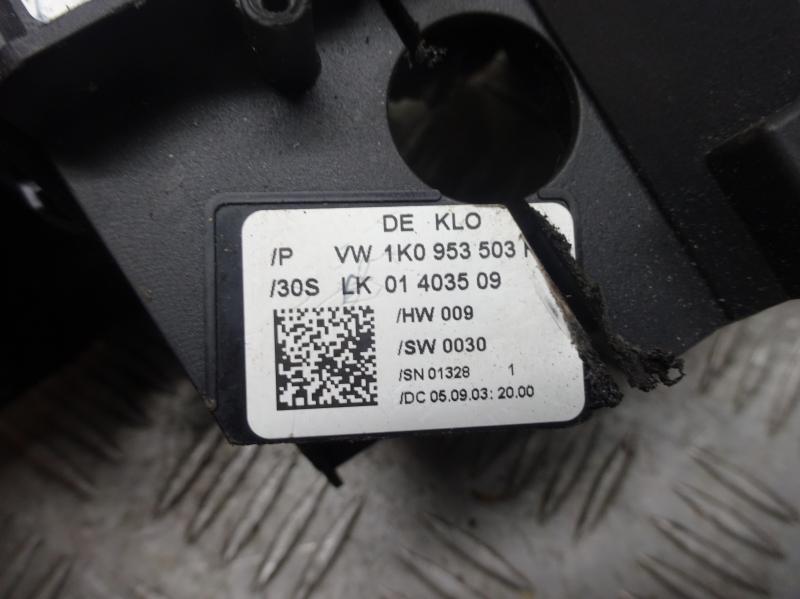 DE KLO
/P VW 1K0 953 503
/30S LK 01 4035 09
/HW 009
/SW 0030
/SN 01328 1
/DC 05.09.03: 20.00